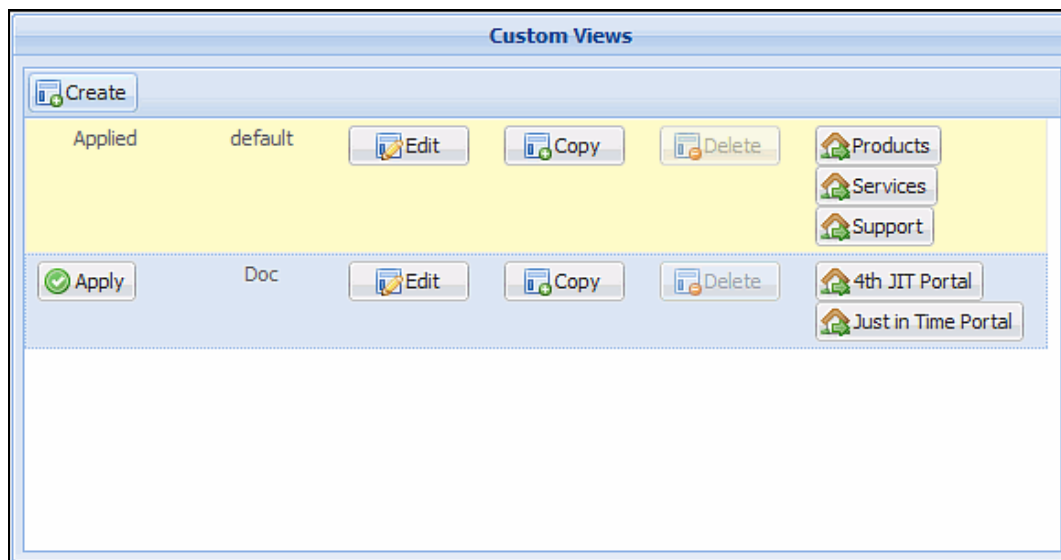 Custom Views
Create
Applied default Edit Copy Delete Products
Services
Support
Apply Doc Edit Copy Delete 4th JIT Portal
Just in Time Portal